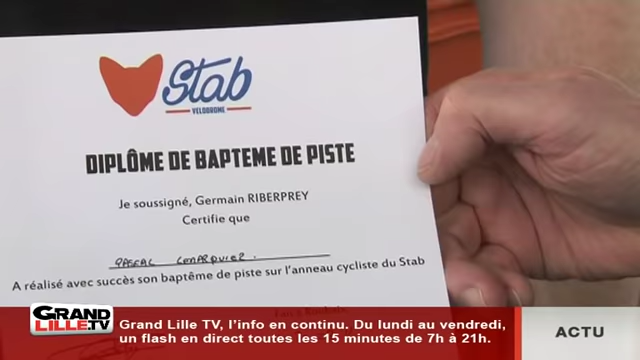 Stab
VELODROME
DIPLÔME DE BAPTEME DE PISTE
Je soussigné, Germain RIBERPREY
Certifie que
PASCAL
A réalisé avec succès son baptême de piste sur l'anneau cycliste du Stab
GRAND
LILLE TV
Grand Lille TV, l'info en continu. Du lundi au vendredi,
un flash en direct toutes les 15 minutes de 7h à 21h.
ACTU